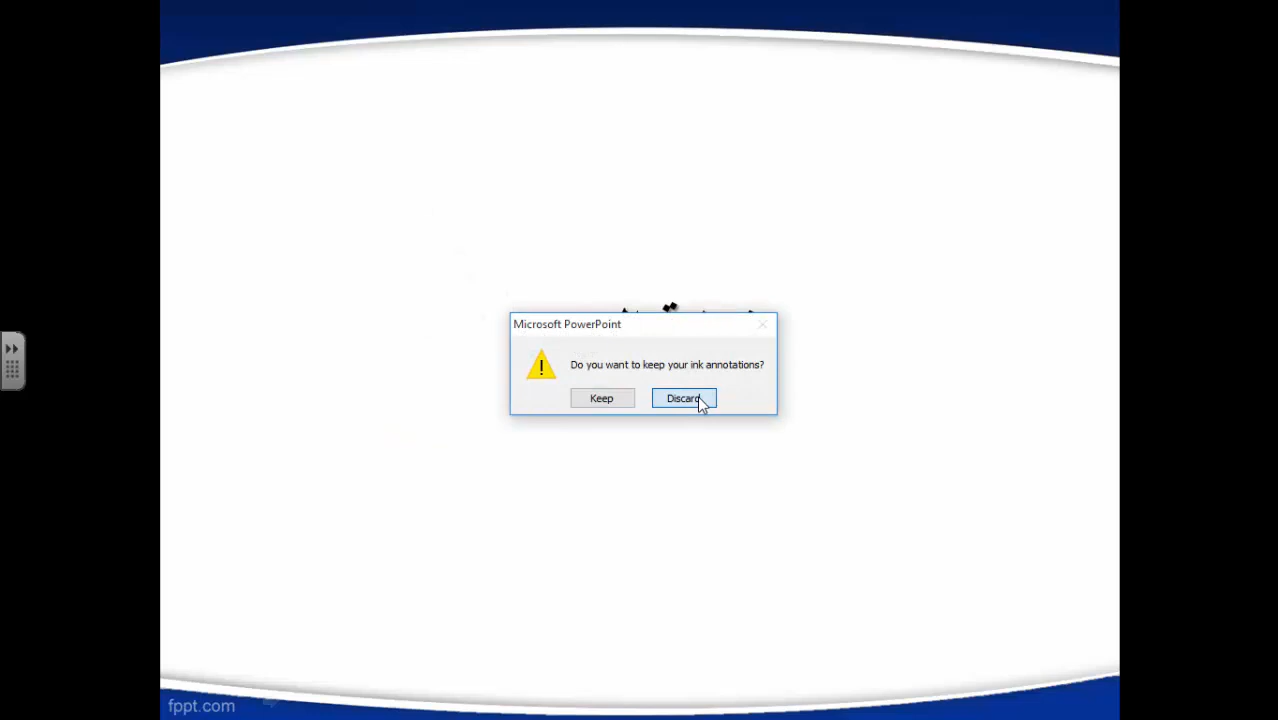 Microsoft PowerPoint
Do you want to keep your ink annotations?
Keep
Discard
fppt.com